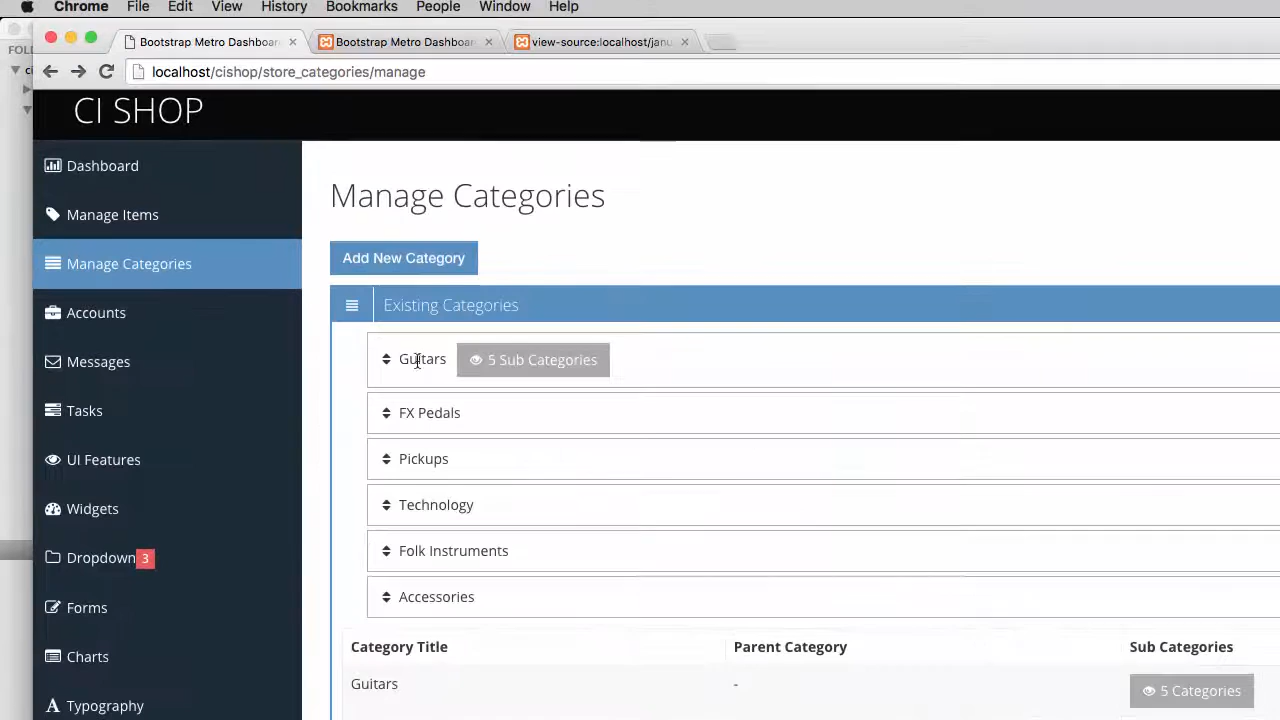 Chrome File Edit View History Bookmarks People Window Help
Bootstrap Metro Dashboar × Bootstrap Metro Dashboar × view-source:localhost/janu ×
FOL
localhost/cishop/store_categories/manage
CI SHOP
Dashboard
Manage Items
Manage Categories
Accounts
Messages
Tasks
UI Features
Widgets
Dropdown 3
Forms
Charts
Typography
Manage Categories
Add New Category
Existing Categories
Guitars 5 Sub Categories
FX Pedals
Pickups
Technology
Folk Instruments
Accessories
Category Title Parent Category Sub Categories
Guitars - 5 Categories